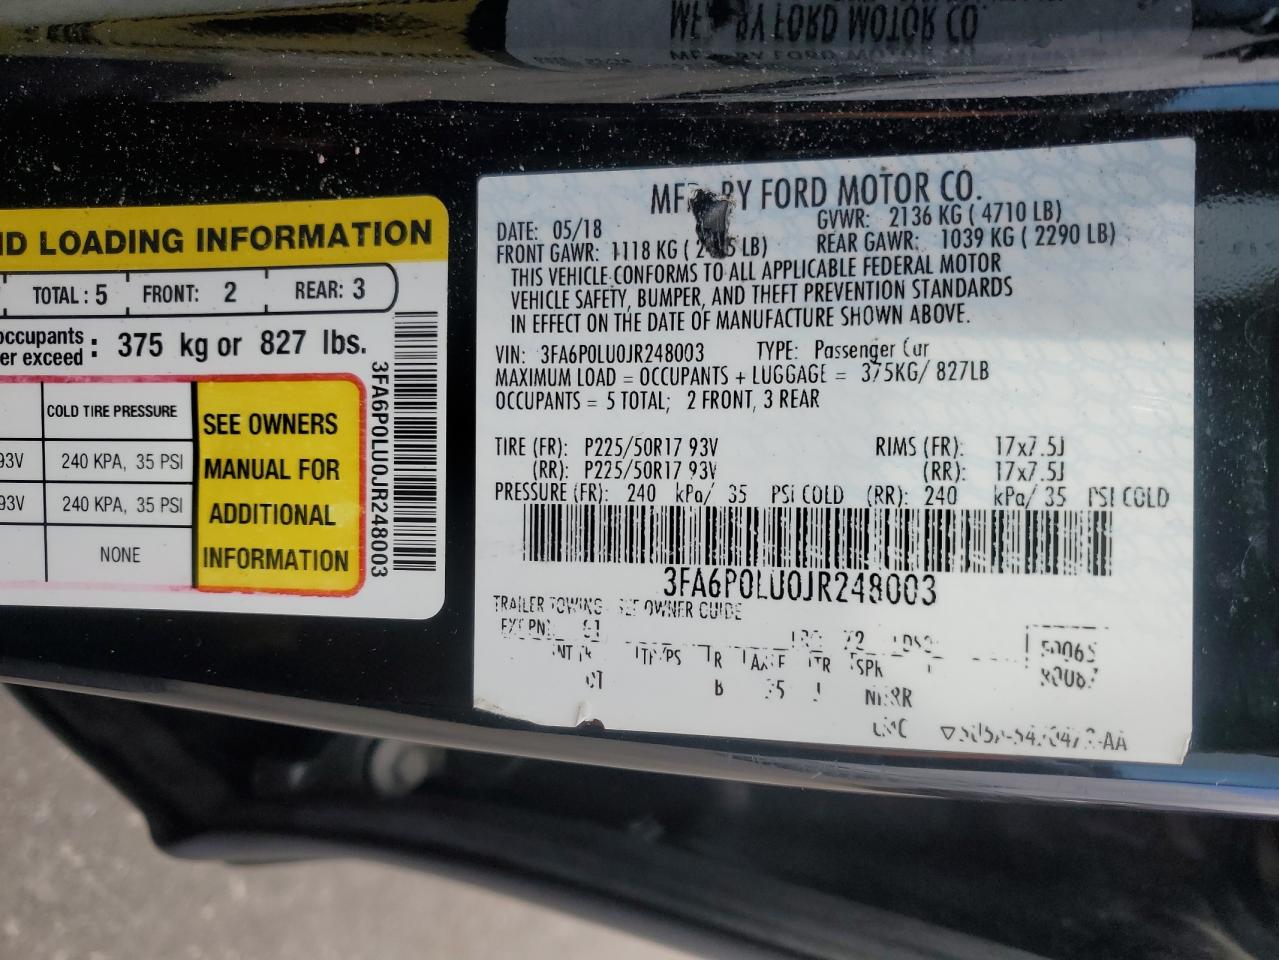 ND LOADING INFORMATION
TOTAL : 5 FRONT: 2 REAR: 3
occupants
er exceed : 375 kg or 827 lbs.
COLD TIRE PRESSURE
93V 240 KPA, 35 PSI
93V 240 KPA, 35 PSI
NONE
SEE OWNERS
MANUAL FOR
ADDITIONAL
INFORMATION
3FA6P0LU0JR248003
BY FORD MOTOR CO.
DATE: 05/18 GVWR: 2136 KG ( 4710 LB)
FRONT GAWR: 1118 KG ( LB) REAR GAWR: 1039 KG ( 2290 LB)
THIS VEHICLE CONFORMS TO ALL APPLICABLE FEDERAL MOTOR
VEHICLE SAFETY, BUMPER, AND THEFT PREVENTION STANDARDS
IN EFFECT ON THE DATE OF MANUFACTURE SHOWN ABOVE.
VIN: 3FA6P0LU0JR248003 TYPE: Passenger Car
MAXIMUM LOAD = OCCUPANTS + LUGGAGE = 375KG/ 827LB
OCCUPANTS = 5 TOTAL; 2 FRONT, 3 REAR
TIRE (FR): P225/50R17 93V RIMS (FR): 17x7.5J
(RR): P225/50R17 93V (RR): 17x7.5J
PRESSURE (FR): 240 kPa/ 35 PSI COLD (RR): 240 kPa/ 35 PSI COLD
3FA6P0LU0JR248003
TRAILER TOWING - SEE OWNER GUIDE